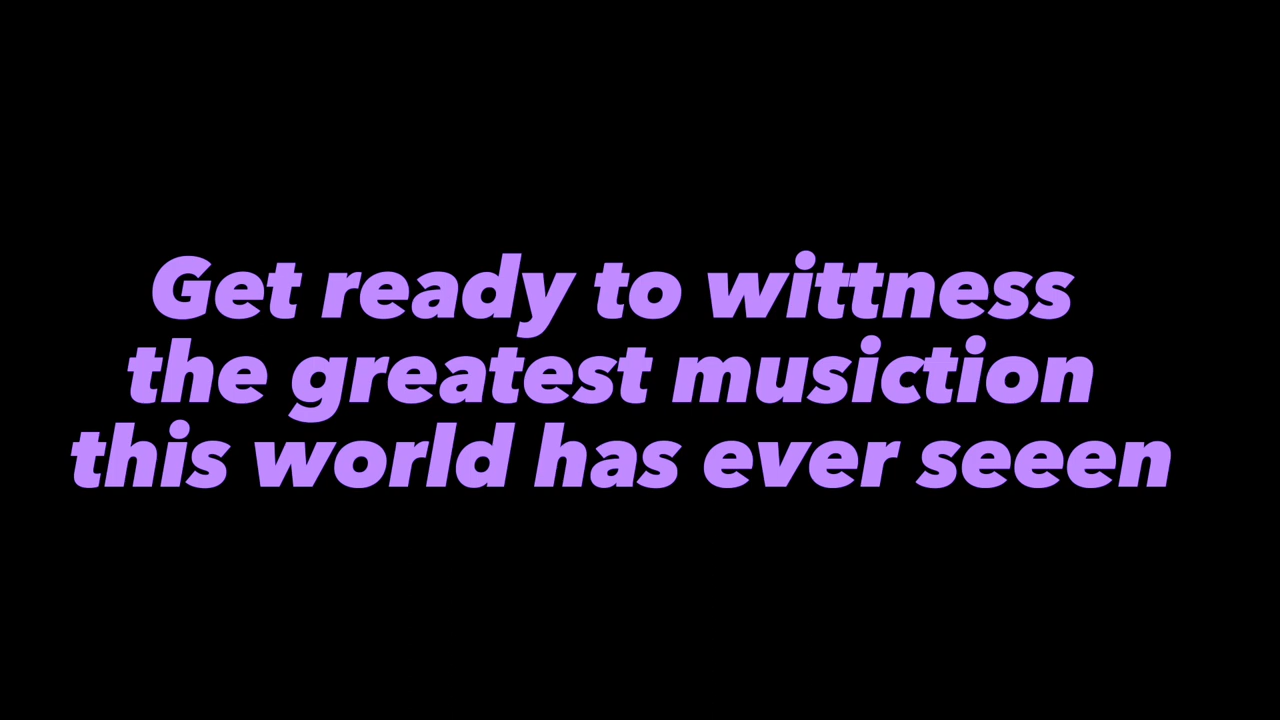 Get ready to wittness
the greatest musiction
this world has ever seeen